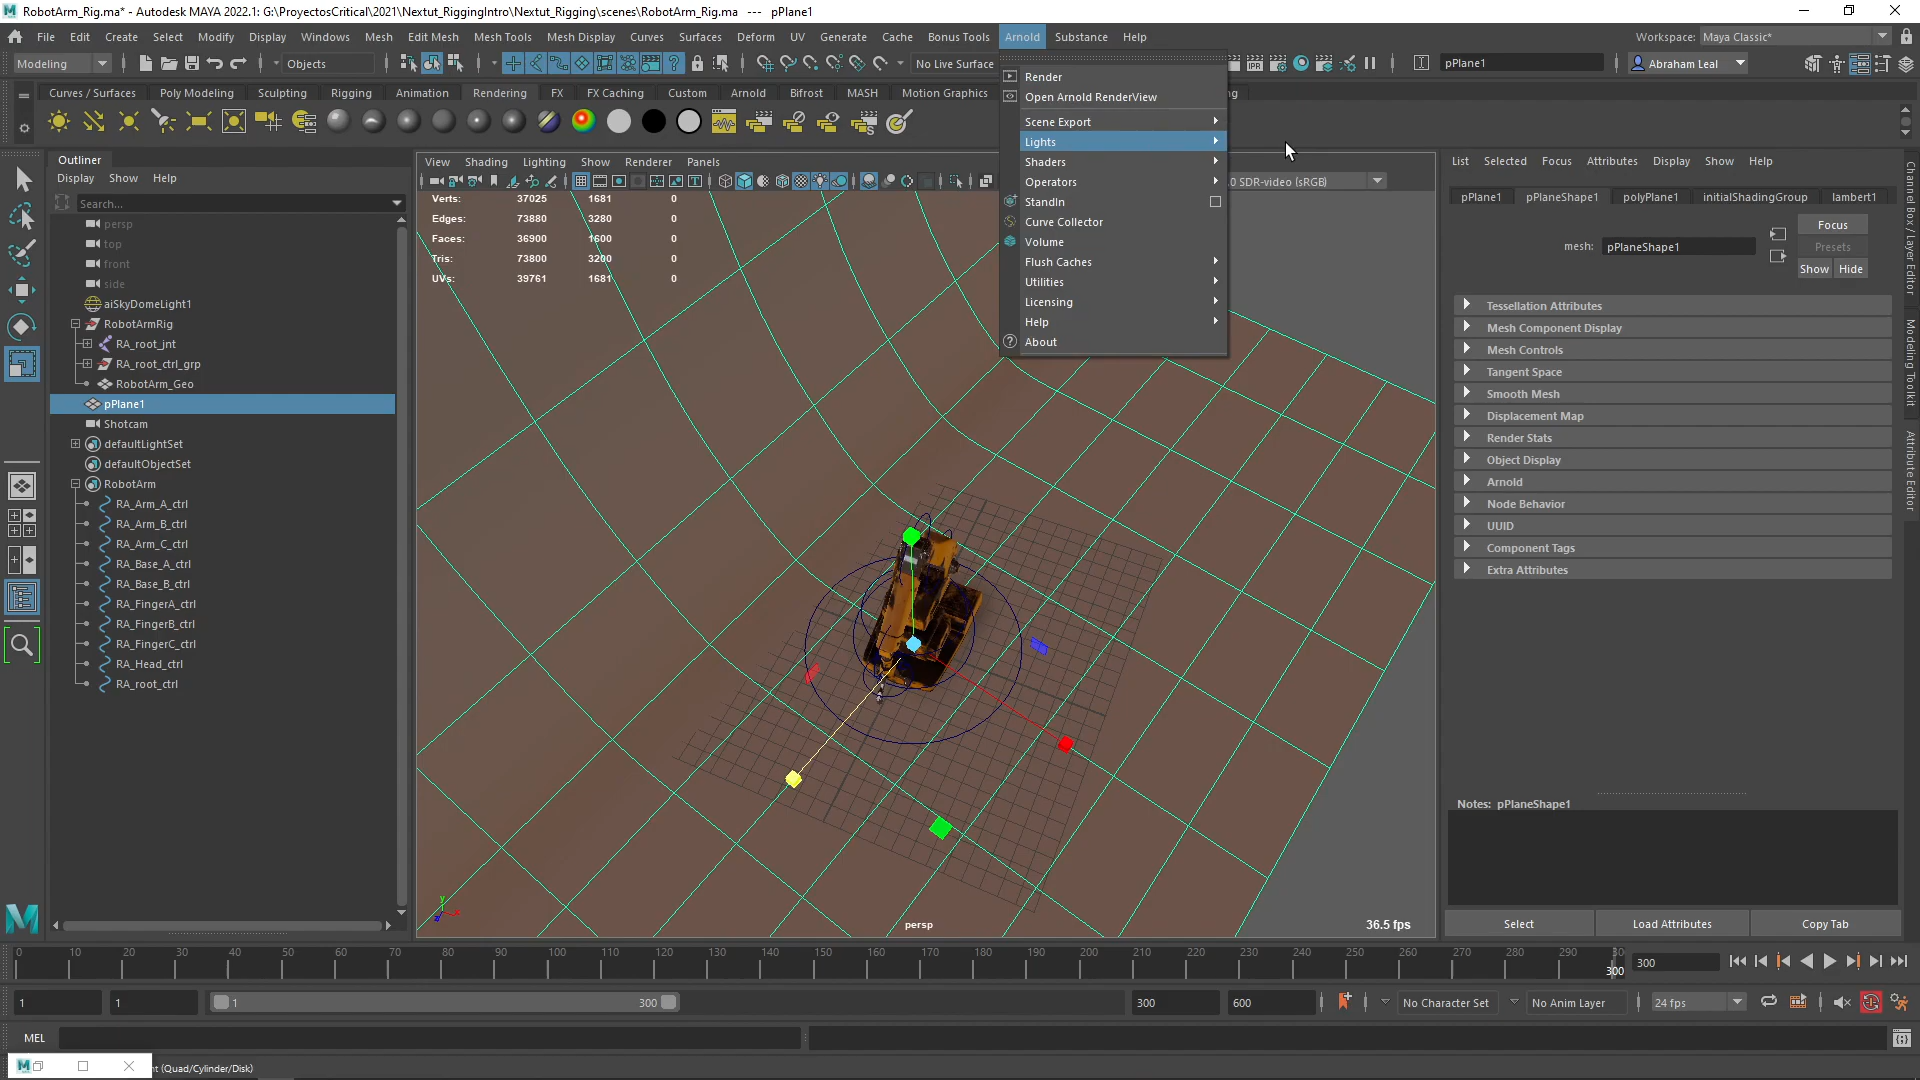 RobotArm_Rig.ma* - Autodesk MAYA 2022.1: G:\ProyectosCritical\2021\Nextut_RiggingIntro\Nextut_Rigging\scenes\RobotArm_Rig.ma --- pPlane1
File Edit Create Select Modify Display Windows Mesh Edit Mesh Mesh Tools Mesh Display Curves Surfaces Deform UV Generate Cache Bonus Tools Arnold Substance Help
Workspace: Maya Classic*
Modeling Objects No Live Surface IPR pPlane1 Abraham Leal
Curves / Surfaces Poly Modeling Sculpting Rigging Animation Rendering FX FX Caching Custom Arnold Bifrost MASH Motion Graphics
Render
Open Arnold RenderView
Scene Export
Lights
Shaders
Operators
StandIn
Curve Collector
Volume
Flush Caches
Utilities
Licensing
Help
About
Outliner
Display Show Help
Search...
persp
top
front
side
aiSkyDomeLight1
RobotArmRig
RA_root_jnt
RA_root_ctrl_grp
RobotArm_Geo
pPlane1
Shotcam
defaultLightSet
defaultObjectSet
RobotArm
RA_Arm_A_ctrl
RA_Arm_B_ctrl
RA_Arm_C_ctrl
RA_Base_A_ctrl
RA_Base_B_ctrl
RA_FingerA_ctrl
RA_FingerB_ctrl
RA_FingerC_ctrl
RA_Head_ctrl
RA_root_ctrl
View Shading Lighting Show Renderer Panels
.0 SDR-video (sRGB)
Verts: 37025 1681 0
Edges: 73880 3280 0
Faces: 36900 1600 0
Tris: 73800 3200 0
UVs: 39761 1681 0
persp
36.5 fps
List Selected Focus Attributes Display Show Help
pPlane1 pPlaneShape1 polyPlane1 initialShadingGroup lambert1
mesh: pPlaneShape1
Focus
Presets
Show Hide
Tessellation Attributes
Mesh Component Display
Mesh Controls
Tangent Space
Smooth Mesh
Displacement Map
Render Stats
Object Display
Arnold
Node Behavior
UUID
Component Tags
Extra Attributes
Notes: pPlaneShape1
Select Load Attributes Copy Tab
Channel Box / Layer Editor
Modeling Toolkit
Attribute Editor
0 10 20 30 40 50 60 70 80 90 100 110 120 130 140 150 160 170 180 190 200 210 220 230 240 250 260 270 280 290
300
300
1 1 1 300 300 600 No Character Set No Anim Layer 24 fps
MEL
nt (Quad/Cylinder/Disk)